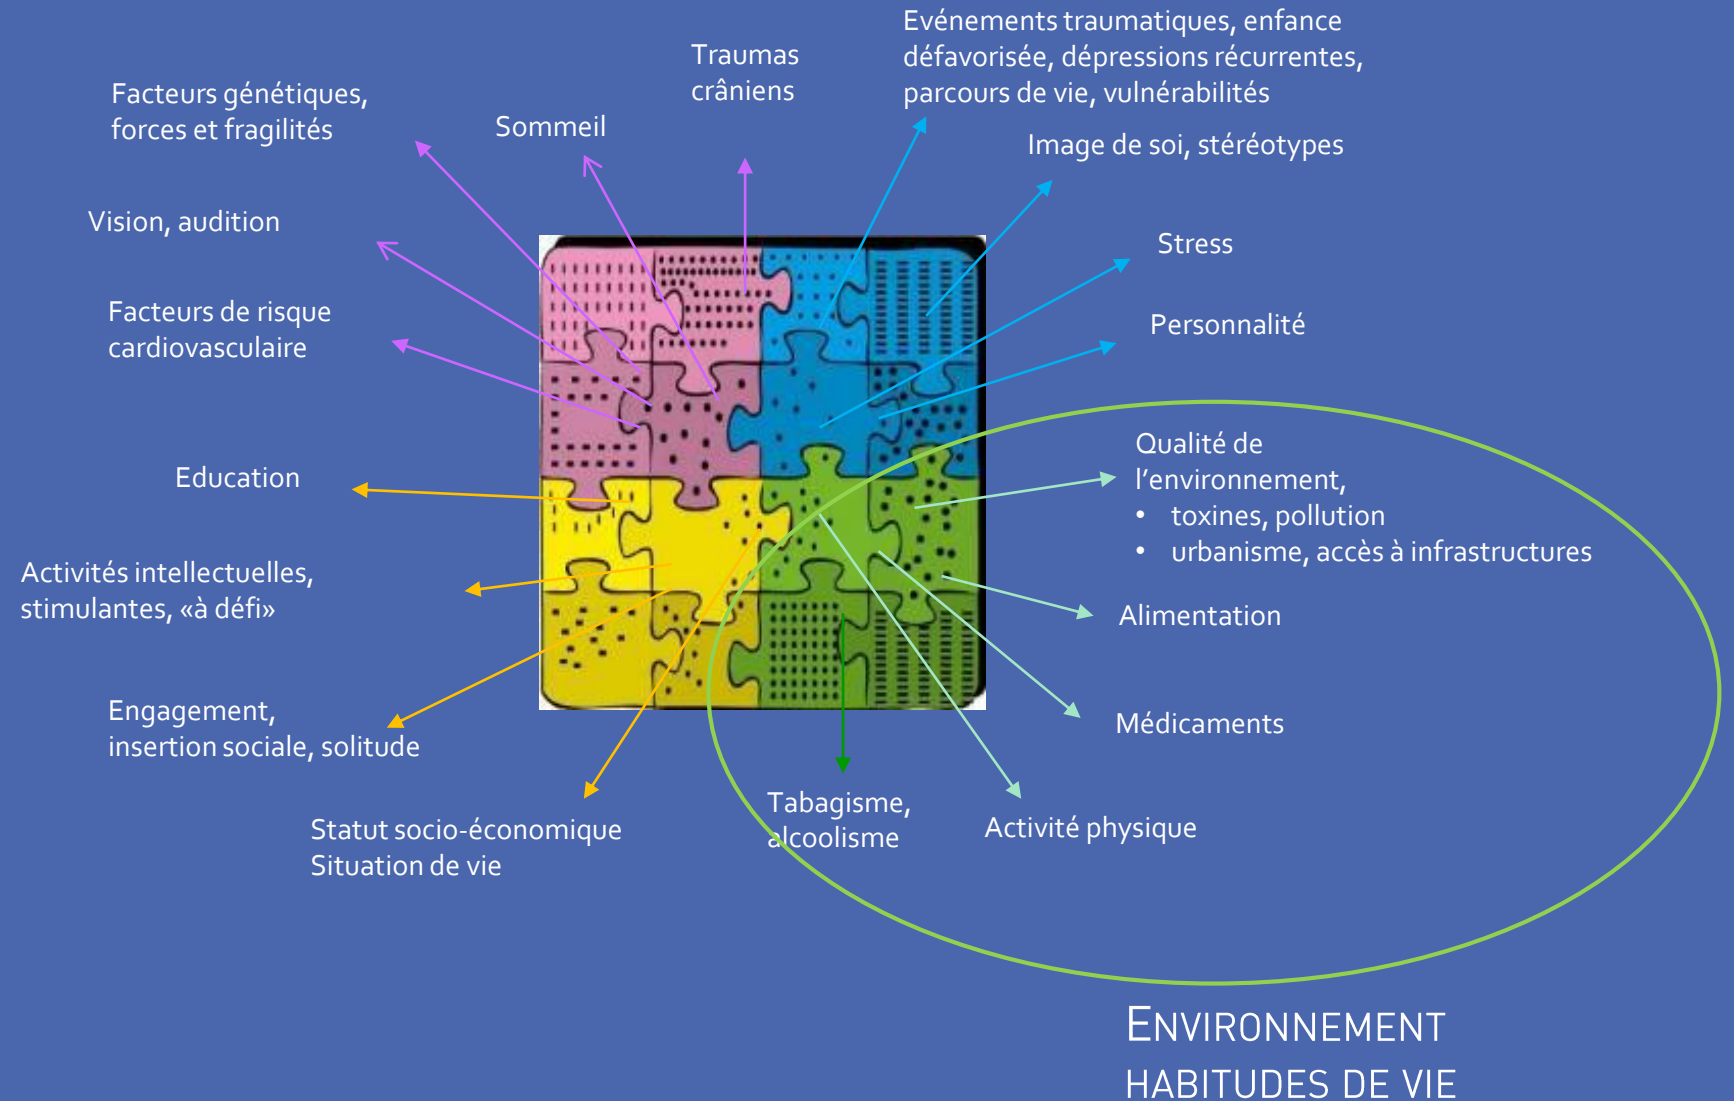 Evénements traumatiques, enfance
défavorisée, dépressions récurrentes,
parcours de vie, vulnérabilités
Traumas
crâniens
Facteurs génétiques,
forces et fragilités
Sommeil
Image de soi, stéréotypes
Vision, audition
Stress
Facteurs de risque
cardiovasculaire
Personnalité
Qualité de
l’environnement,
• toxines, pollution
• urbanisme, accès à infrastructures
Education
Activités intellectuelles,
stimulantes, «à défi»
Alimentation
Engagement,
insertion sociale, solitude
Médicaments
Tabagisme,
alcoolisme
Activité physique
Statut socio-économique
Situation de vie
ENVIRONNEMENT
HABITUDES DE VIE